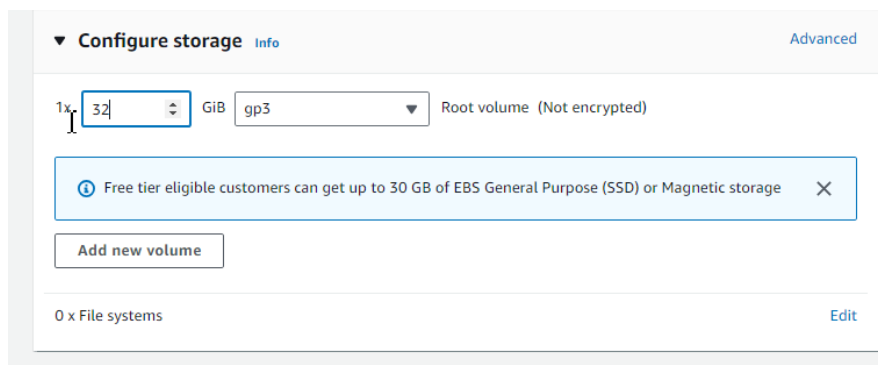 Configure storage Info Advanced
1x 32 GiB gp3 Root volume (Not encrypted)
Free tier eligible customers can get up to 30 GB of EBS General Purpose (SSD) or Magnetic storage
Add new volume
0 x File systems Edit